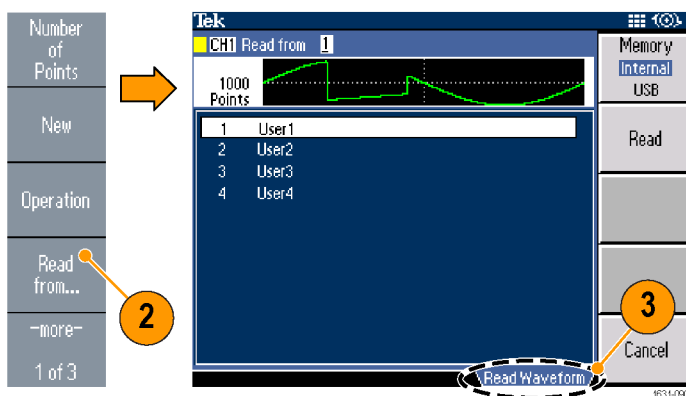 Number
of
Points
New
Operation
Read
from...
-more-
1 of 3
2
Tek
CH1 Read from 1
1000
Points
1 User1
2 User2
3 User3
4 User4
Read Waveform
Memory
Internal
USB
Read
3
Cancel
1631-090